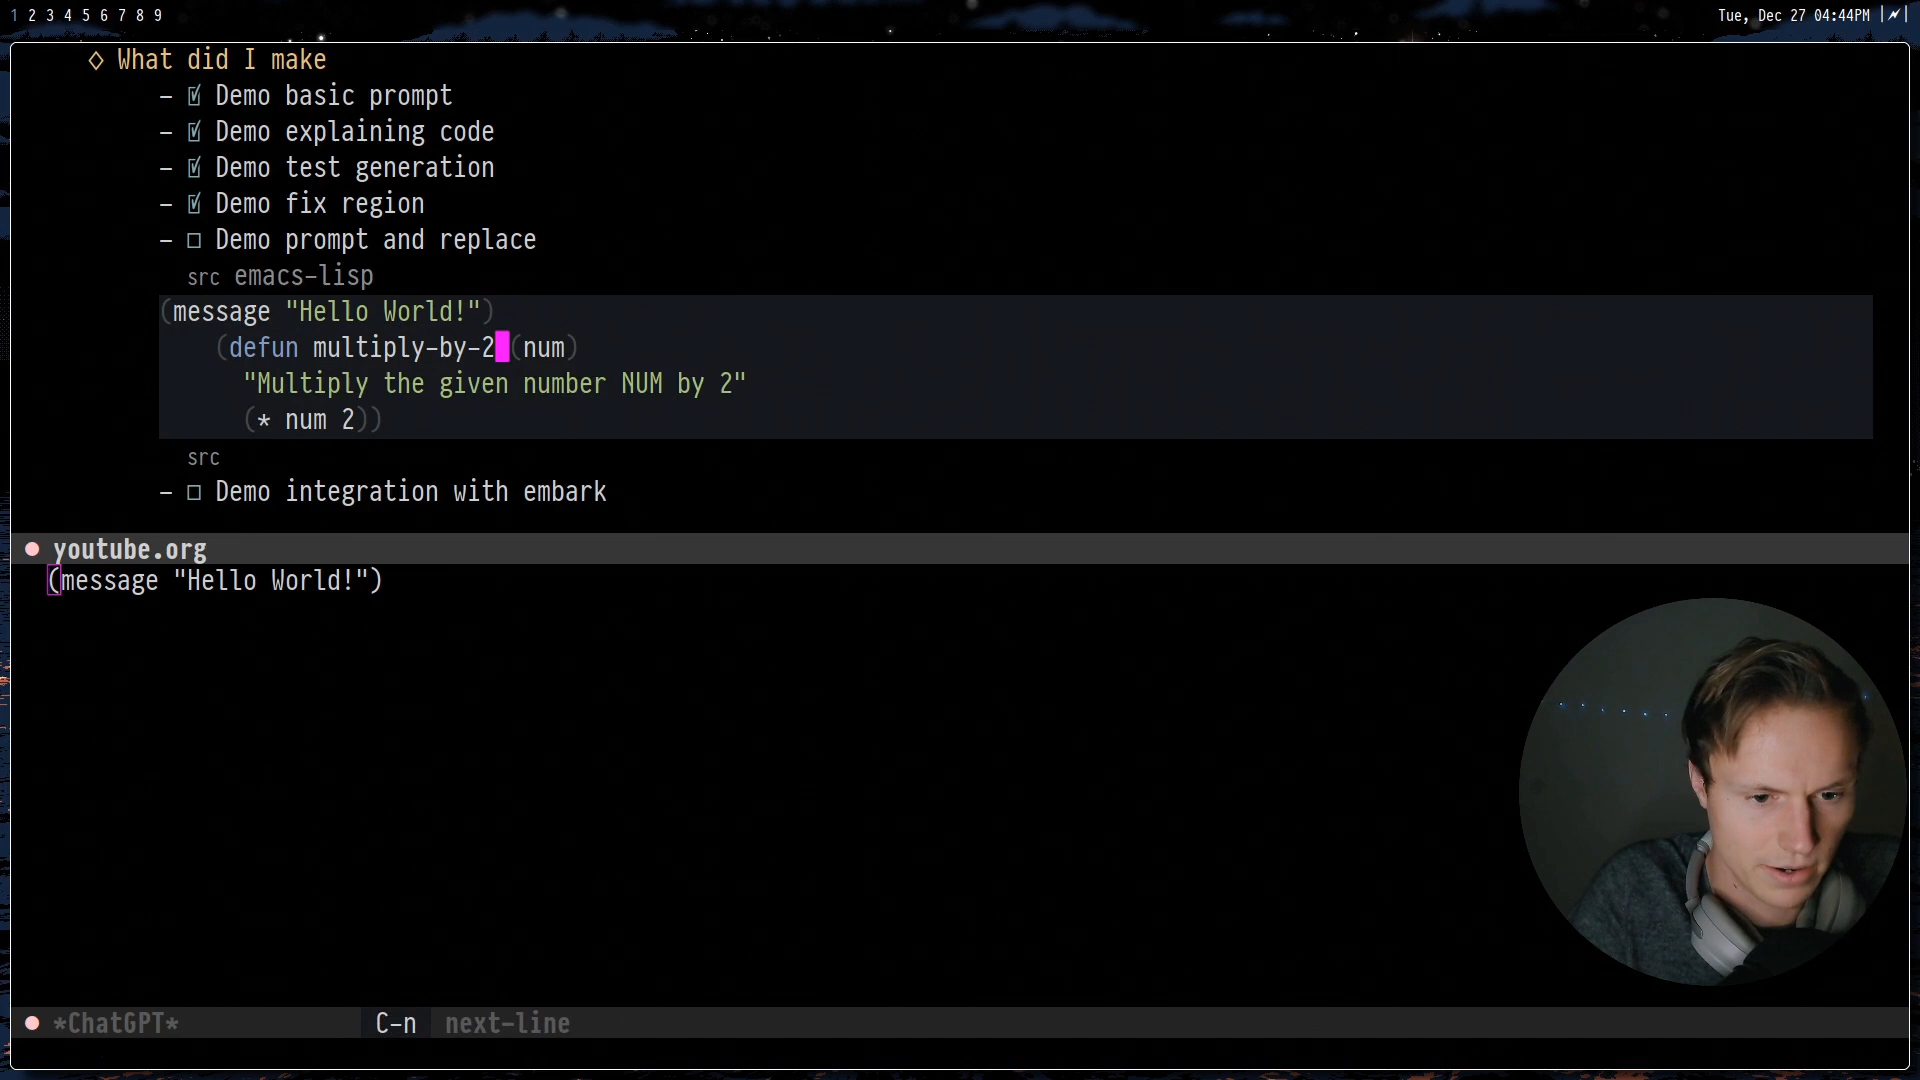 1 2 3 4 5 6 7 8 9
Tue, Dec 27 04:44PM
◇ What did I make
– ☑ Demo basic prompt
– ☑ Demo explaining code
– ☑ Demo test generation
– ☑ Demo fix region
– ☐ Demo prompt and replace
src emacs-lisp
(message "Hello World!")
(defun multiply-by-2 (num)
"Multiply the given number NUM by 2"
(* num 2))
src
– ☐ Demo integration with embark
youtube.org
(message "Hello World!")
*ChatGPT* C-n next-line